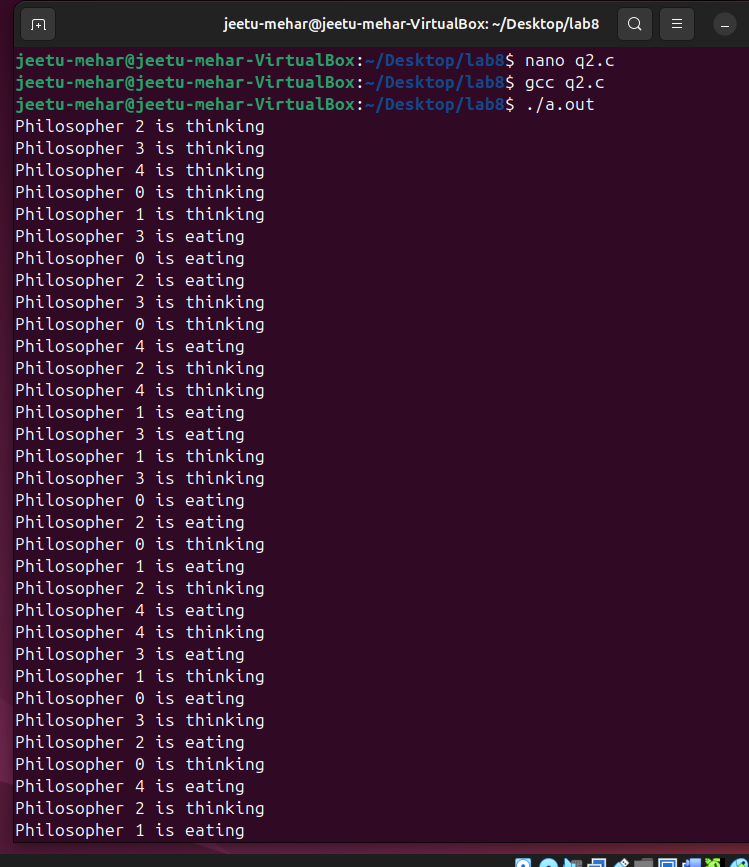 jeetu-mehar@jeetu-mehar-VirtualBox: ~/Desktop/lab8
jeetu-mehar@jeetu-mehar-VirtualBox:~/Desktop/lab8$ nano q2.c
jeetu-mehar@jeetu-mehar-VirtualBox:~/Desktop/lab8$ gcc q2.c
jeetu-mehar@jeetu-mehar-VirtualBox:~/Desktop/lab8$ ./a.out
Philosopher 2 is thinking
Philosopher 3 is thinking
Philosopher 4 is thinking
Philosopher 0 is thinking
Philosopher 1 is thinking
Philosopher 3 is eating
Philosopher 0 is eating
Philosopher 2 is eating
Philosopher 3 is thinking
Philosopher 0 is thinking
Philosopher 4 is eating
Philosopher 2 is thinking
Philosopher 4 is thinking
Philosopher 1 is eating
Philosopher 3 is eating
Philosopher 1 is thinking
Philosopher 3 is thinking
Philosopher 0 is eating
Philosopher 2 is eating
Philosopher 0 is thinking
Philosopher 1 is eating
Philosopher 2 is thinking
Philosopher 4 is eating
Philosopher 4 is thinking
Philosopher 3 is eating
Philosopher 1 is thinking
Philosopher 0 is eating
Philosopher 3 is thinking
Philosopher 2 is eating
Philosopher 0 is thinking
Philosopher 4 is eating
Philosopher 2 is thinking
Philosopher 1 is eating